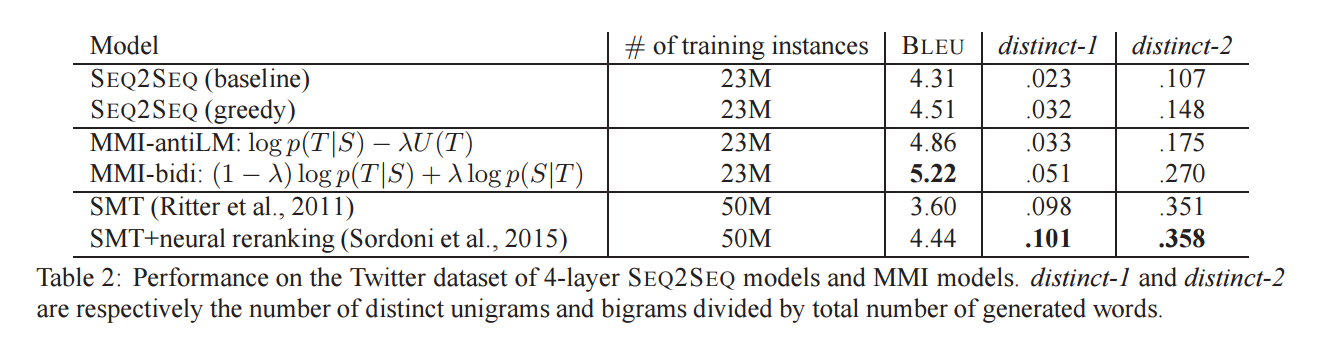 Model # of training instances BLEU distinct-1 distinct-2
SEQ2SEQ (baseline) 23M 4.31 .023 .107
SEQ2SEQ (greedy) 23M 4.51 .032 .148
MMI-antiLM: log p(T|S) − λU(T) 23M 4.86 .033 .175
MMI-bidi: (1 − λ) log p(T|S) + λ log p(S|T) 23M 5.22 .051 .270
SMT (Ritter et al., 2011) 50M 3.60 .098 .351
SMT+neural reranking (Sordoni et al., 2015) 50M 4.44 .101 .358
Table 2: Performance on the Twitter dataset of 4-layer SEQ2SEQ models and MMI models. distinct-1 and distinct-2
are respectively the number of distinct unigrams and bigrams divided by total number of generated words.